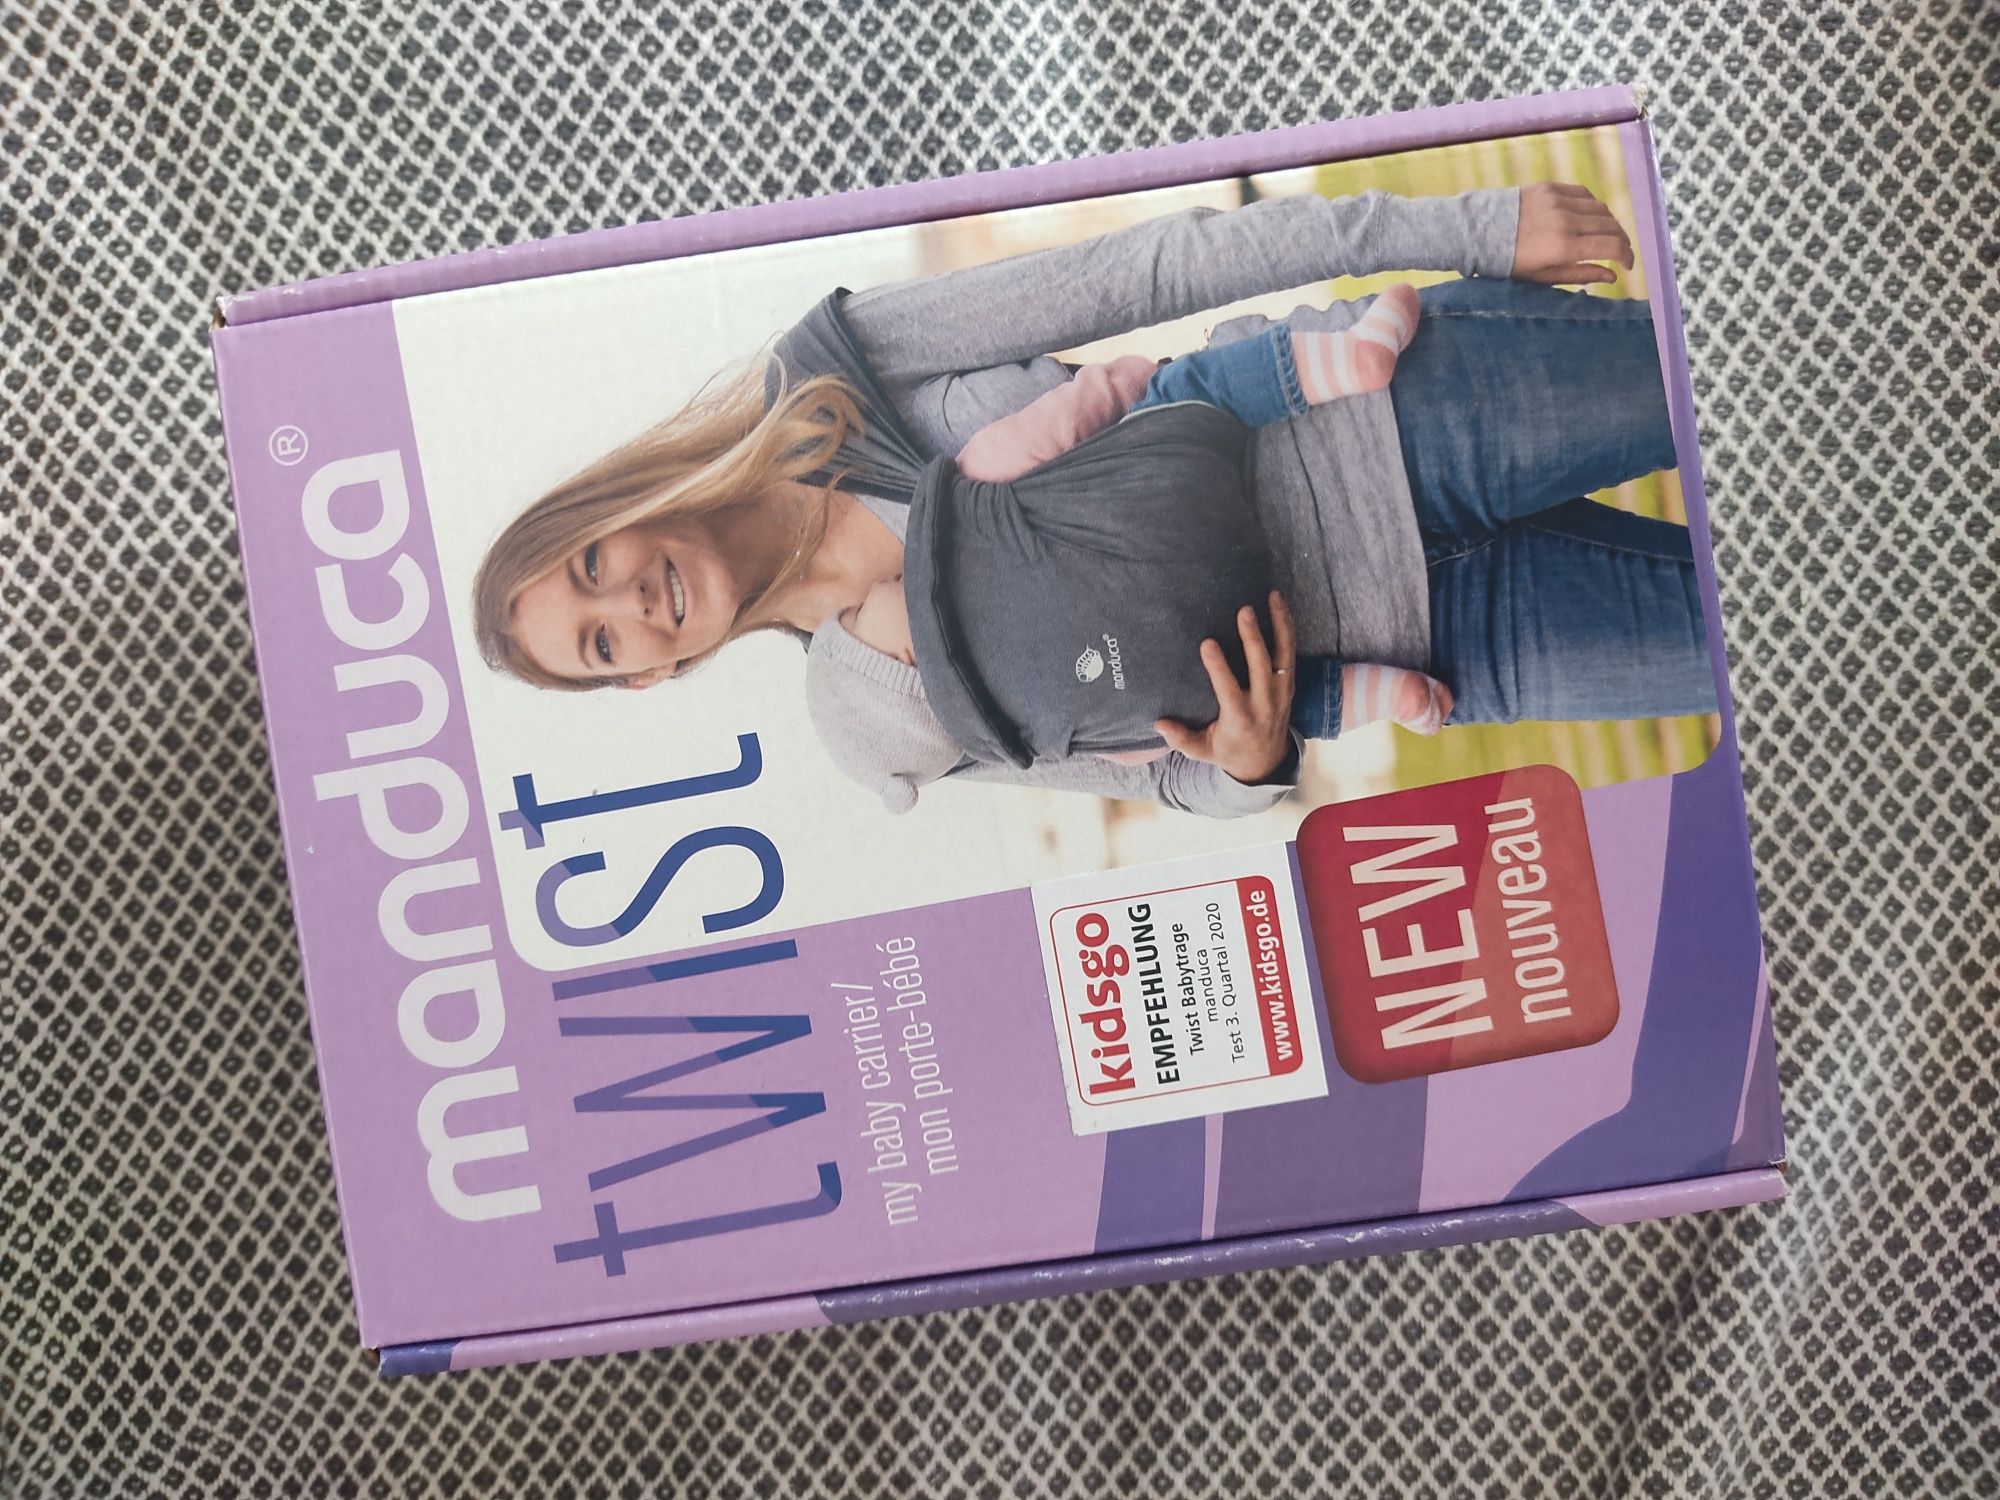 manduca®
twist
my baby carrier/
mon porte-bébé
manduca®
kidsgo
EMPFEHLUNG
Twist Babytrage
manduca
Test 3. Quartal 2020
www.kidsgo.de
NEW
nouveau